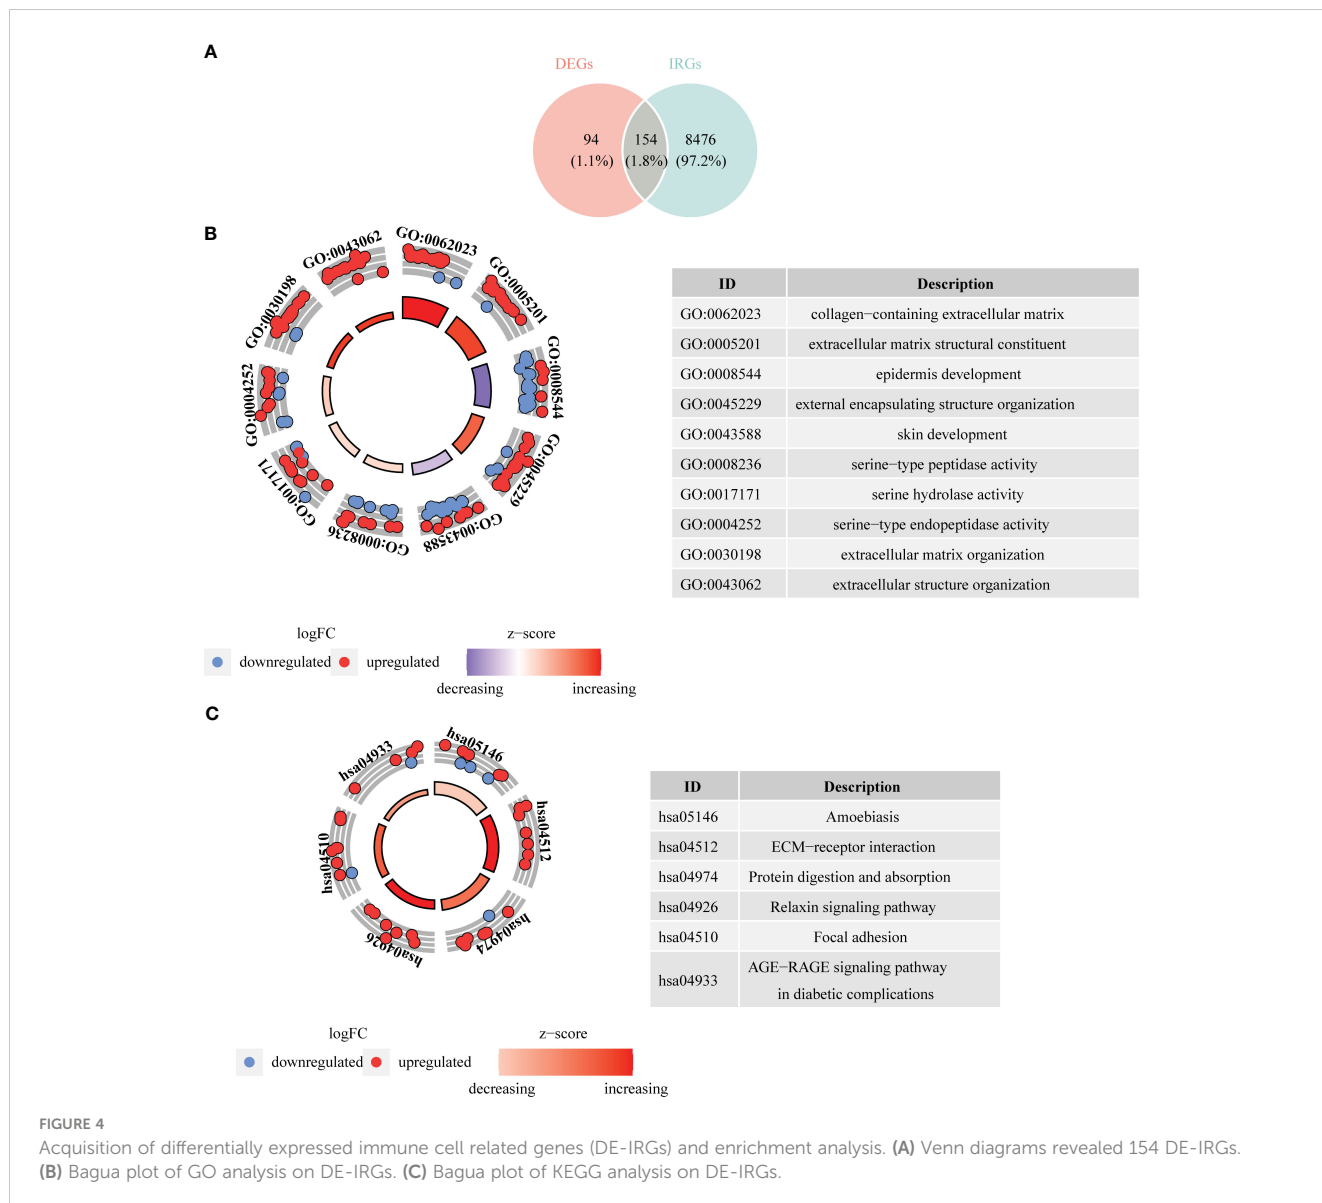 A
DEGs IRGs
94 154 8476
(1.1%) (1.8%) (97.2%)
B
GO:0062023
GO:0005201
GO:0008544
GO:0045229
GO:0043588
GO:0008236
GO:0017171
GO:0004252
GO:0030198
GO:0043062
ID Description
GO:0062023 collagen−containing extracellular matrix
GO:0005201 extracellular matrix structural constituent
GO:0008544 epidermis development
GO:0045229 external encapsulating structure organization
GO:0043588 skin development
GO:0008236 serine−type peptidase activity
GO:0017171 serine hydrolase activity
GO:0004252 serine−type endopeptidase activity
GO:0030198 extracellular matrix organization
GO:0043062 extracellular structure organization
logFC z−score
downregulated upregulated
decreasing increasing
C
hsa05146
hsa04512
hsa04974
hsa04926
hsa04510
hsa04933
ID Description
hsa05146 Amoebiasis
hsa04512 ECM−receptor interaction
hsa04974 Protein digestion and absorption
hsa04926 Relaxin signaling pathway
hsa04510 Focal adhesion
hsa04933 AGE−RAGE signaling pathway
in diabetic complications
logFC z−score
downregulated upregulated
decreasing increasing
FIGURE 4
Acquisition of differentially expressed immune cell related genes (DE-IRGs) and enrichment analysis. (A) Venn diagrams revealed 154 DE-IRGs.
(B) Bagua plot of GO analysis on DE-IRGs. (C) Bagua plot of KEGG analysis on DE-IRGs.